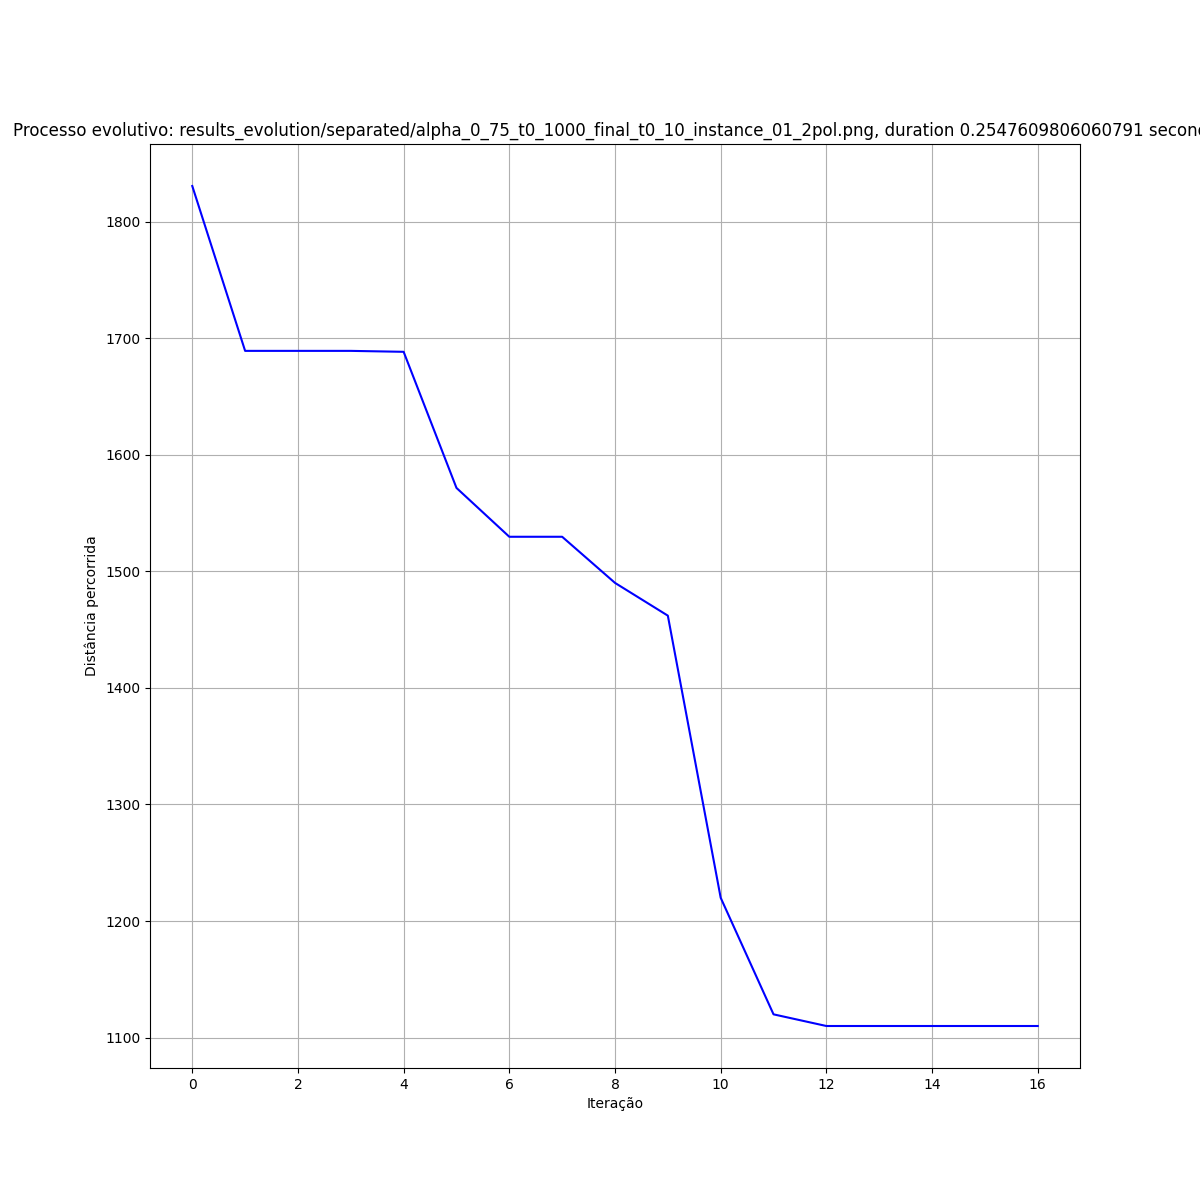 Processo evolutivo: results_evolution/separated/alpha_0_75_t0_1000_final_t0_10_instance_01_2pol.png, duration 0.2547609806060791
1800
1700
1600
1500
1400
1300
1200
1100
Distância percorrida
0 2 4 6 8 10 12 14 16
Iteração